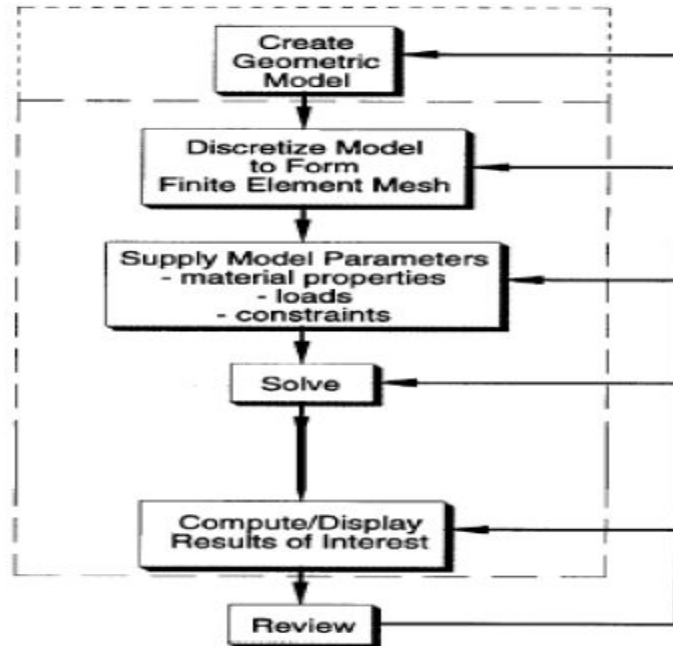 Create
Geometric
Model
Discretize Model
to Form
Finite Element Mesh
Supply Model Parameters
- material properties
- loads
- constraints
Solve
Compute/Display
Results of Interest
Review